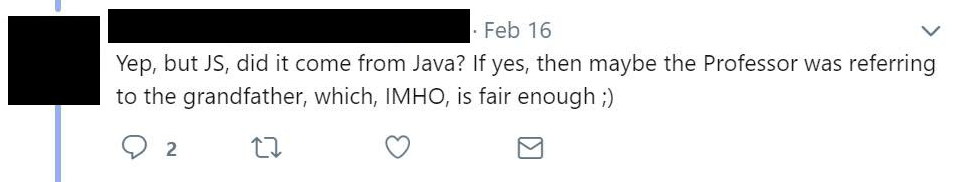 · Feb 16
Yep, but JS, did it come from Java? If yes, then maybe the Professor was referring
to the grandfather, which, IMHO, is fair enough ;)
2